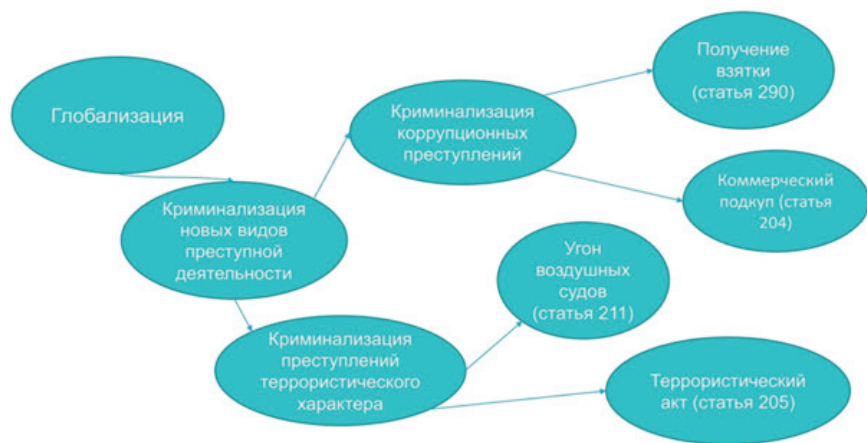 Глобализация
Криминализация
новых видов
преступной
деятельности
Криминализация
коррупционных
преступлений
Получение
взятки
(статья 290)
Коммерческий
подкуп (статья
204)
Криминализация
преступлений
террористического
характера
Угон
воздушных
судов
(статья 211)
Террористический
акт (статья 205)